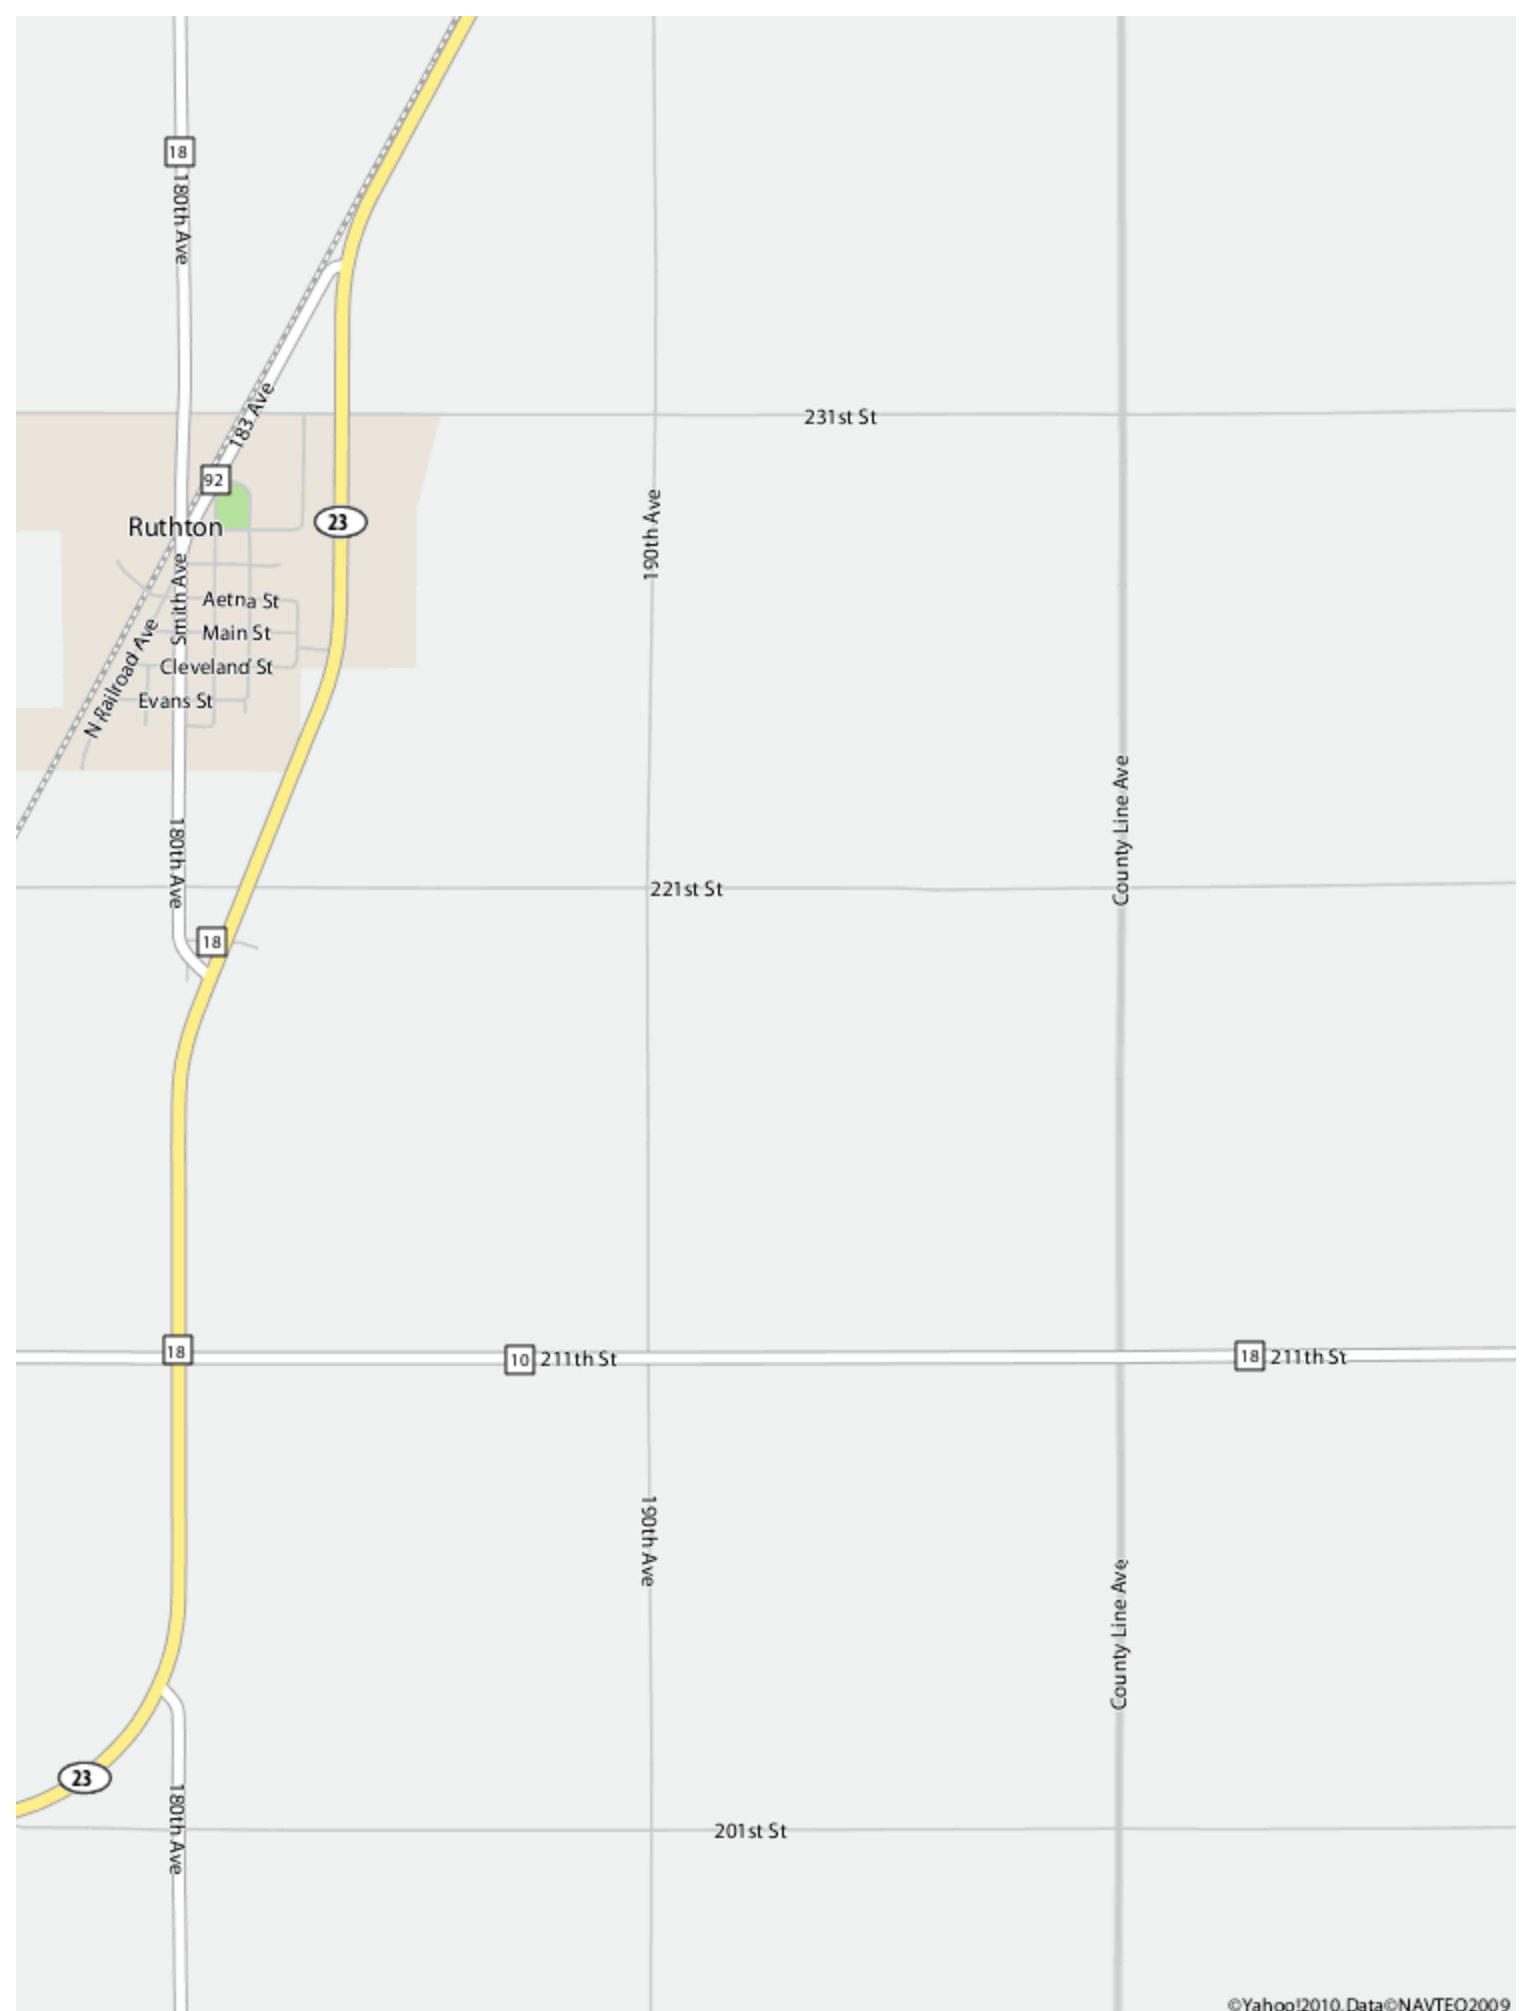 18
180th Ave
183 Ave
231st St
92
Ruthton
23
190th Ave
Smith Ave
Aetna St
Main St
N Railroad Ave
Cleveland St
Evans St
180th Ave
County Line Ave
221st St
18
18
10 211th St
18 211th St
190th Ave
County Line Ave
23
180th Ave
201st St
©Yahoo!2010, Data©NAVTEQ2009